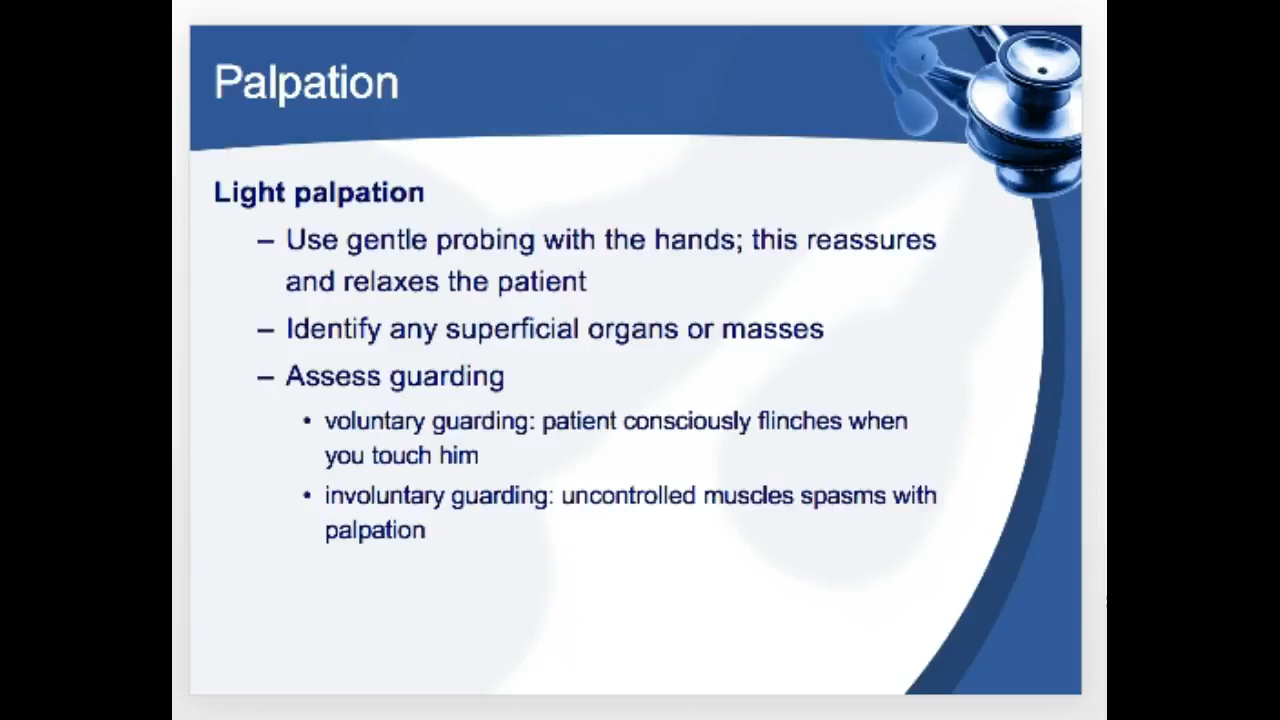 Palpation
Light palpation
– Use gentle probing with the hands; this reassures
and relaxes the patient
– Identify any superficial organs or masses
– Assess guarding
• voluntary guarding: patient consciously flinches when
you touch him
• involuntary guarding: uncontrolled muscles spasms with
palpation